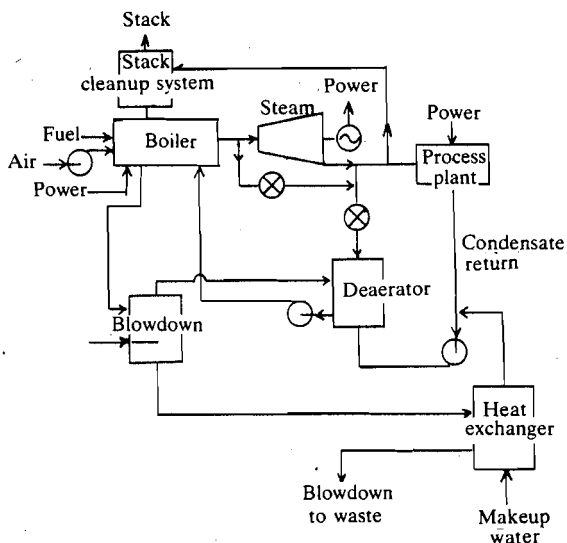 Stack
Stack
cleanup system
Power
Steam
Fuel
Boiler
Power
Air
Process
plant
Power
Condensate
return
Deaerator
Blowdown
Heat
exchanger
Blowdown
to waste
Makeup
water